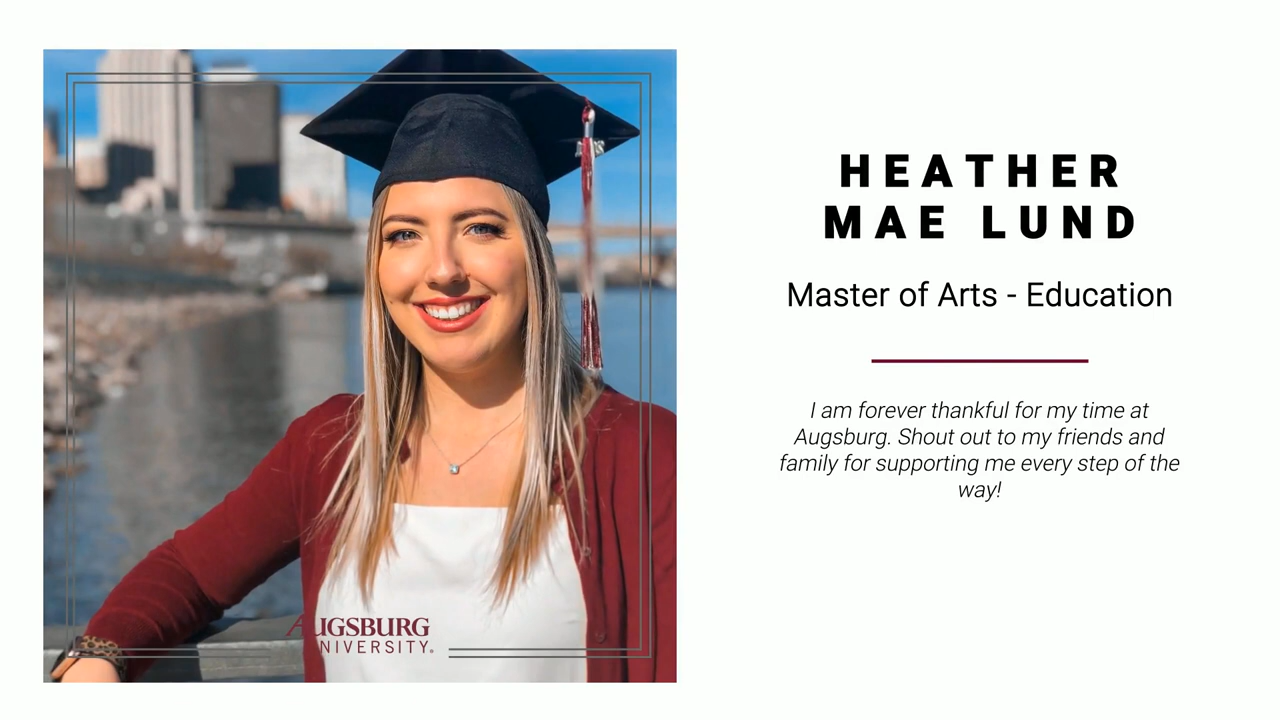 HEATHER
MAE LUND
Master of Arts - Education
I am forever thankful for my time at
Augsburg. Shout out to my friends and
family for supporting me every step of the
way!
AUGSBURG
UNIVERSITY®